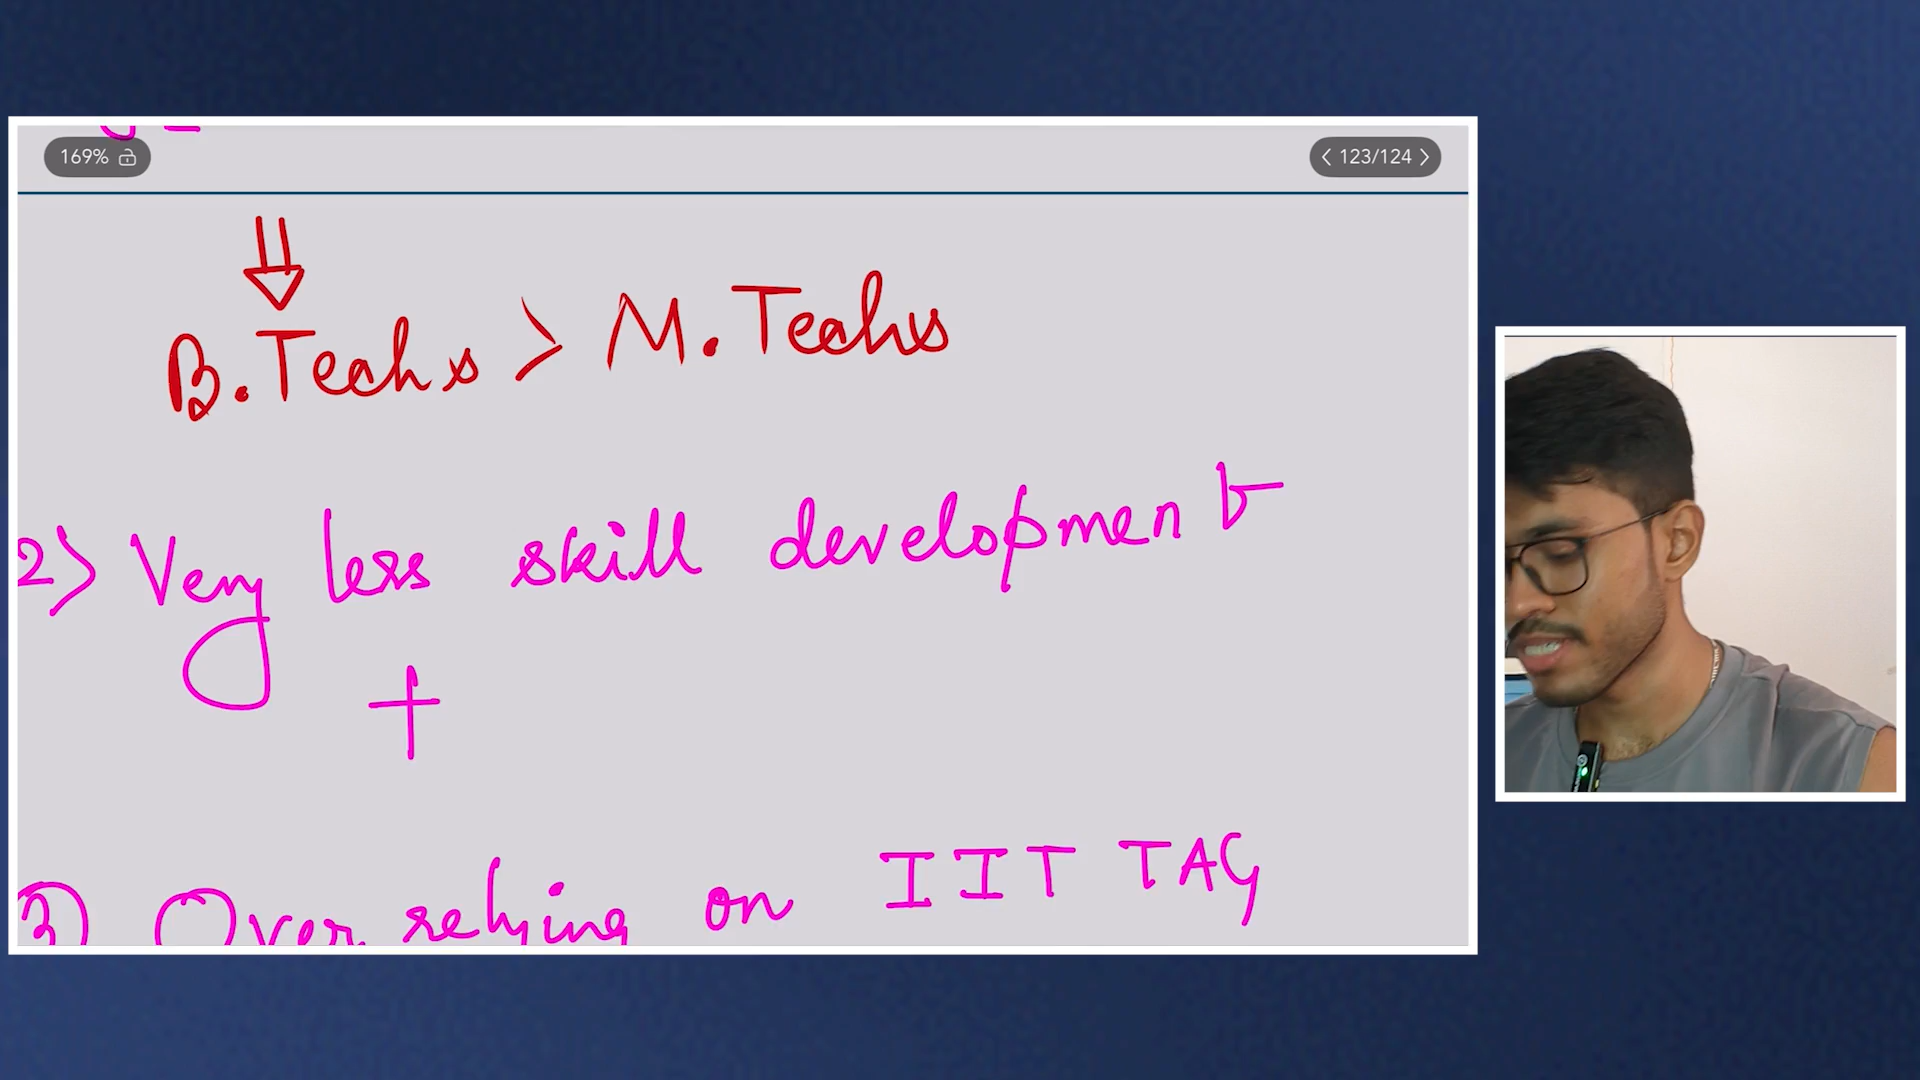 169%
< 123/124 >
B.Techs > M.Techs
2> Very less skill development
+
3) Over relying on IIT TAG